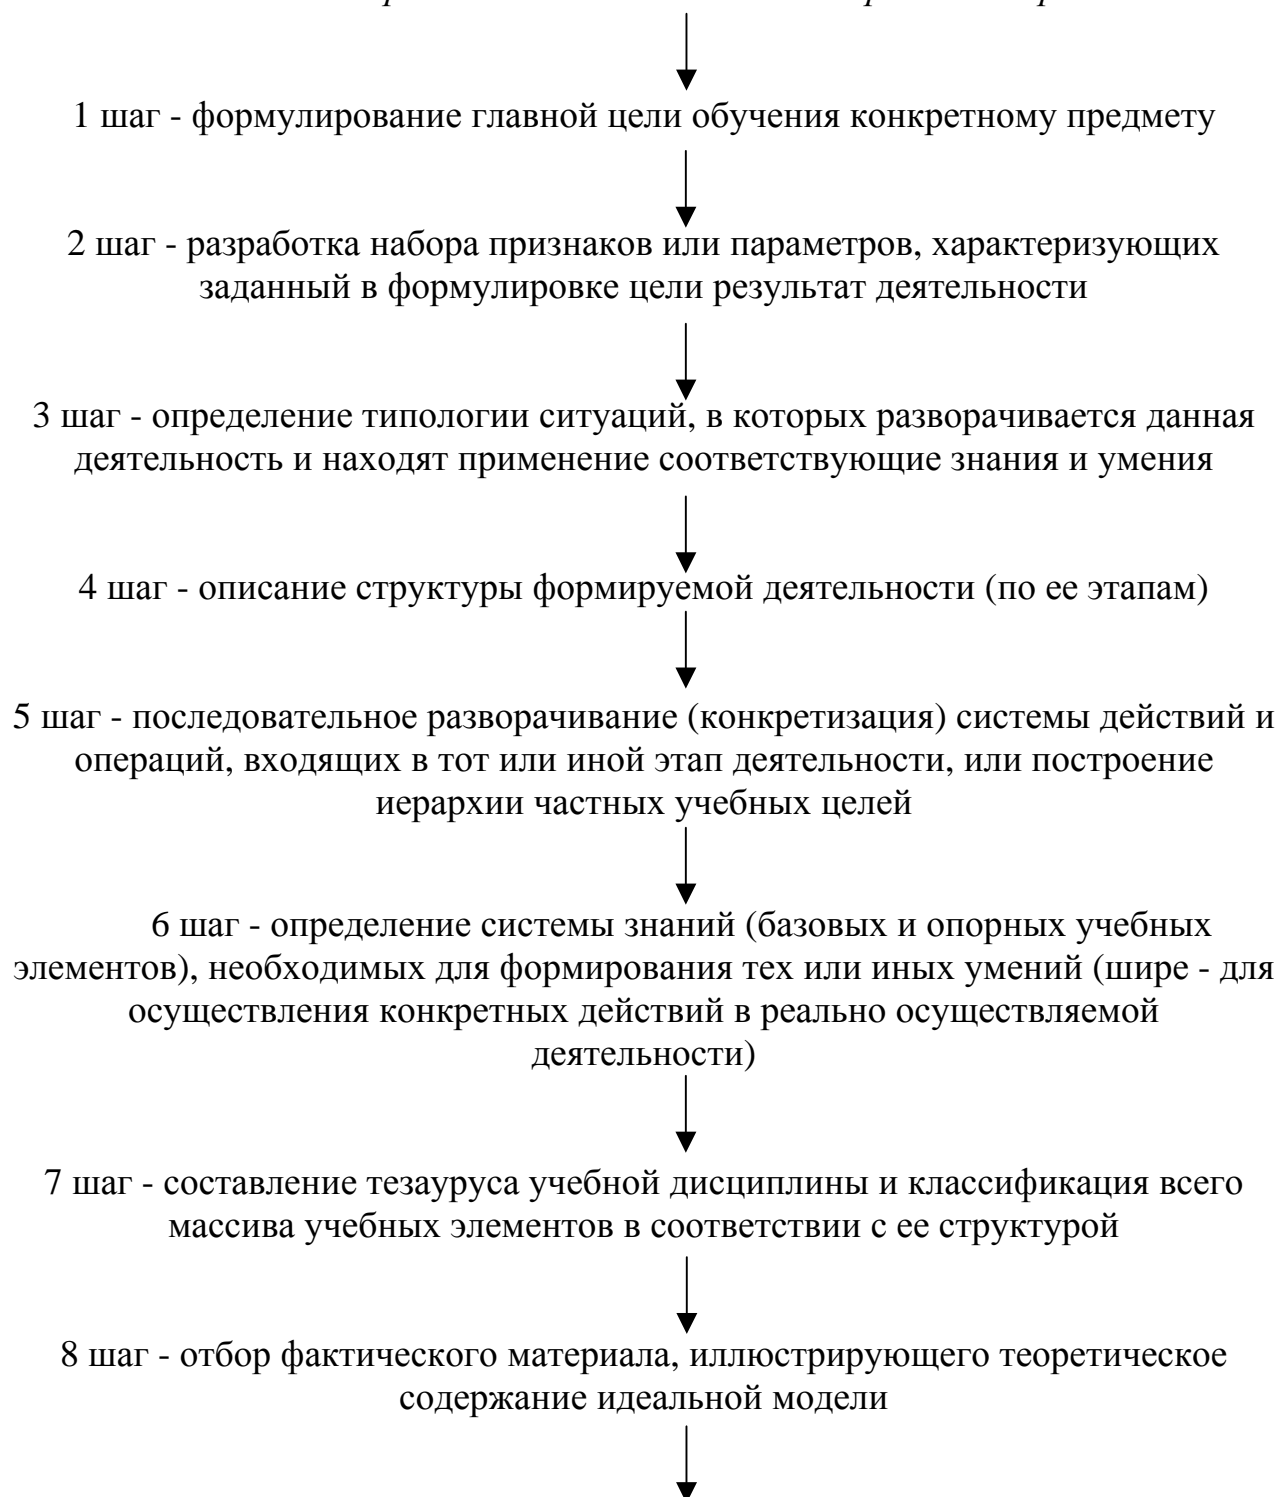 1 шаг - формулирование главной цели обучения конкретному предмету
2 шаг - разработка набора признаков или параметров, характеризующих
заданный в формулировке цели результат деятельности
3 шаг - определение типологии ситуаций, в которых разворачивается данная
деятельность и находят применение соответствующие знания и умения
4 шаг - описание структуры формируемой деятельности (по ее этапам)
5 шаг - последовательное разворачивание (конкретизация) системы действий и
операций, входящих в тот или иной этап деятельности, или построение
иерархии частных учебных целей
6 шаг - определение системы знаний (базовых и опорных учебных
элементов), необходимых для формирования тех или иных умений (шире - для
осуществления конкретных действий в реально осуществляемой
деятельности)
7 шаг - составление тезауруса учебной дисциплины и классификация всего
массива учебных элементов в соответствии с ее структурой
8 шаг - отбор фактического материала, иллюстрирующего теоретическое
содержание идеальной модели